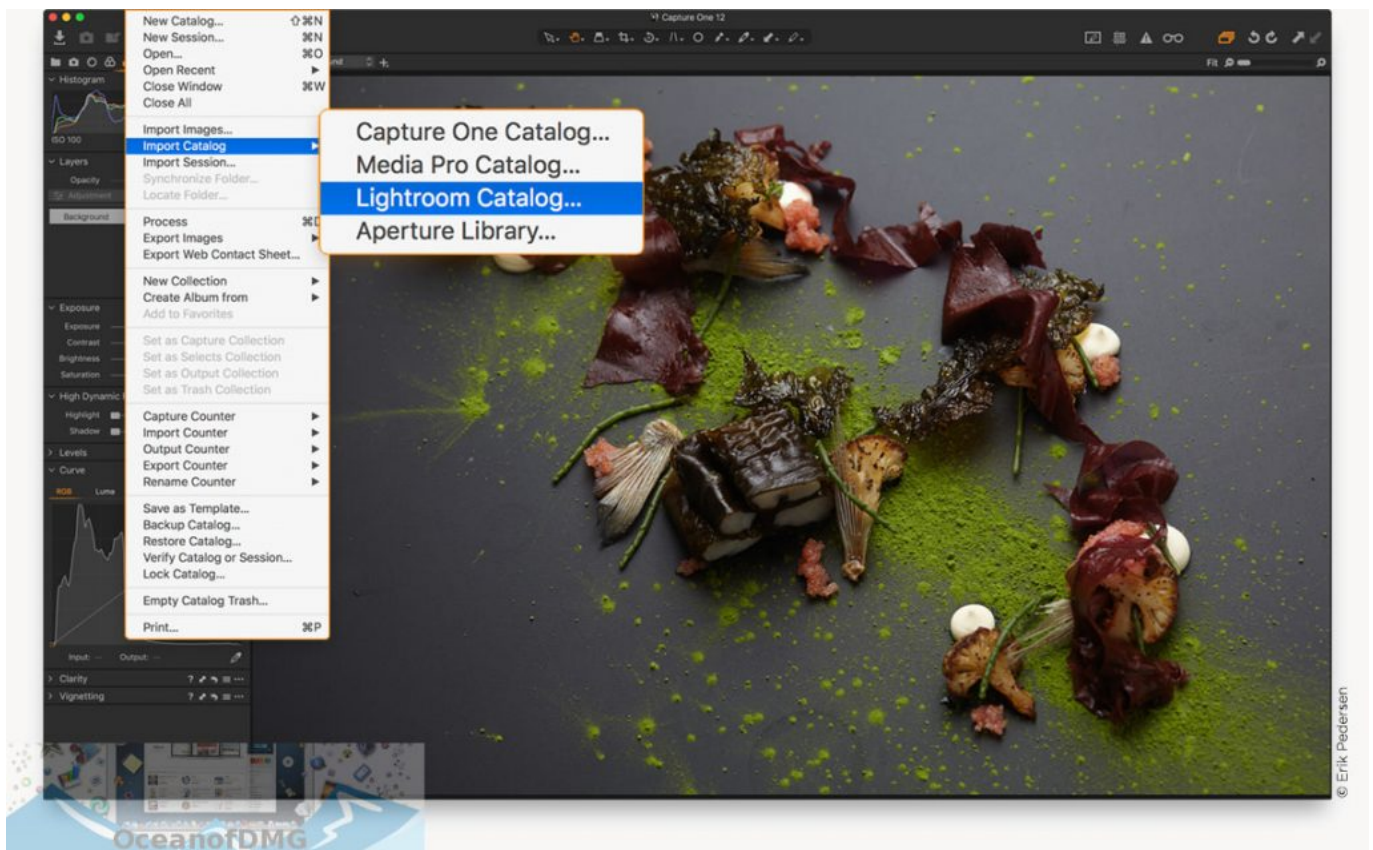 Capture One 12
New Catalog... ⇧⌘N
New Session... ⌘N
Open... ⌘O
Open Recent ▶
Close Window ⌘W
Close All
Import Images...
Import Catalog ▶
Import Session...
Synchronize Folder...
Locate Folder...
Process ⌘D
Export Images ▶
Export Web Contact Sheet...
New Collection ▶
Create Album from ▶
Add to Favorites
Set as Capture Collection
Set as Selects Collection
Set as Output Collection
Set as Trash Collection
Capture Counter ▶
Import Counter ▶
Output Counter ▶
Export Counter ▶
Rename Counter ▶
Save as Template...
Backup Catalog...
Restore Catalog...
Verify Catalog or Session...
Lock Catalog...
Empty Catalog Trash...
Print... ⌘P
Capture One Catalog...
Media Pro Catalog...
Lightroom Catalog...
Aperture Library...
Fit
Histogram
ISO 100
Layers
Opacity
Adjustment
Background
Exposure
Exposure
Contrast
Brightness
Saturation
High Dynamic
Highlight
Shadow
Levels
Curve
RGB Luma
Input: -- Output: --
Clarity ?
Vignetting ?
© Erik Pedersen
OceanofDMG